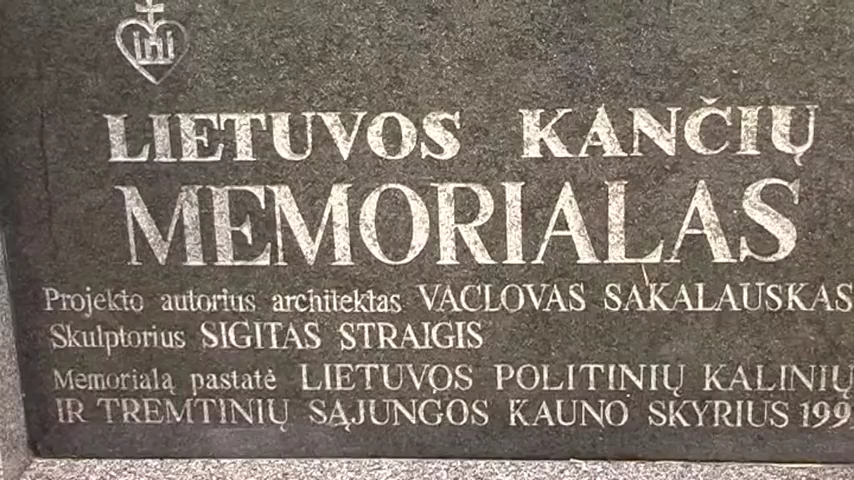 LIETUVOS KANČIŲ
MEMORIALAS
Projekto autorius architektas VACLOVAS SAKALAUSKAS
Skulptorius SIGITAS STRAIGIS
Memorialą pastatė LIETUVOS POLITINIŲ KALINIŲ
IR TREMTINIŲ SĄJUNGOS KAUNO SKYRIUS